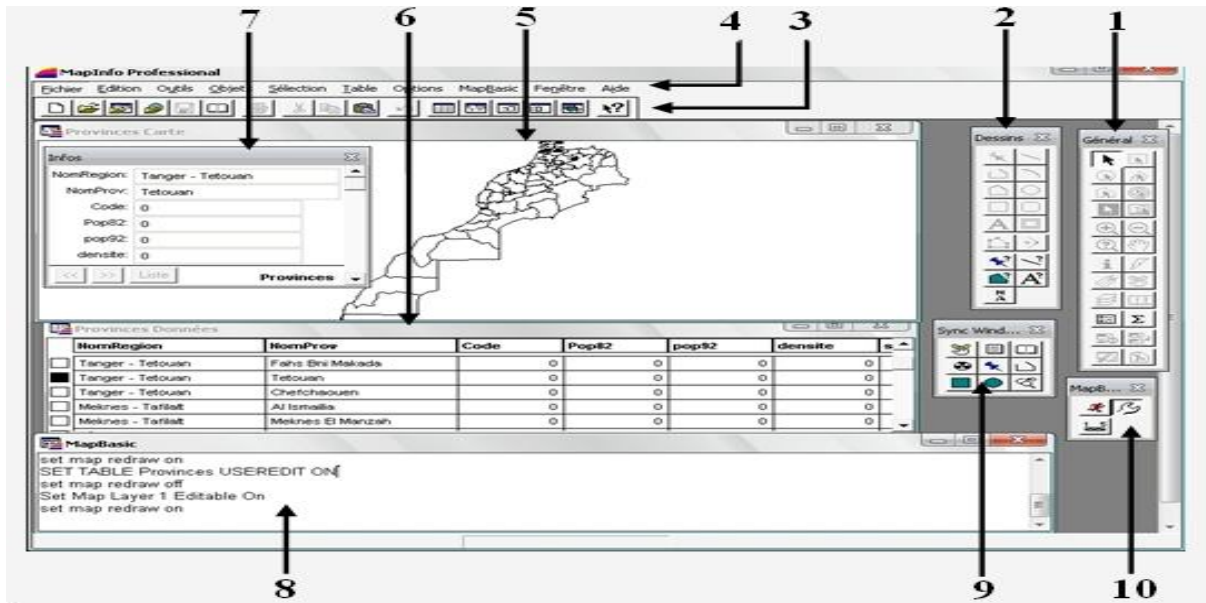 7 6 5 4 3 2 1
MapInfo Professional
Fichier Edition Outils Objets Sélection Table Options MapBasic Fenêtre Aide
Provinces Carte
Infos
NomRegion: Tanger - Tetouan
NomProv: Tetouan
Code: 0
Pop82: 0
pop92: 0
densite: 0
<< >> Liste Provinces
Dessins
Général
Provinces Données
NomRegion NomProv Code Pop82 pop92 densite s
Tanger - Tetouan Fahs Bni Makada 0 0 0 0
Tanger - Tetouan Tetouan 0 0 0 0
Tanger - Tetouan Chefchaouen 0 0 0 0
Meknes - Tafilalt Al Ismailia 0 0 0 0
Meknes - Tafilalt Meknes El Manzah 0 0 0 0
Sync Wind...
MapB...
MapBasic
set map redraw on
SET TABLE Provinces USEREDIT ON
set map redraw off
Set Map Layer 1 Editable On
set map redraw on
8 9 10